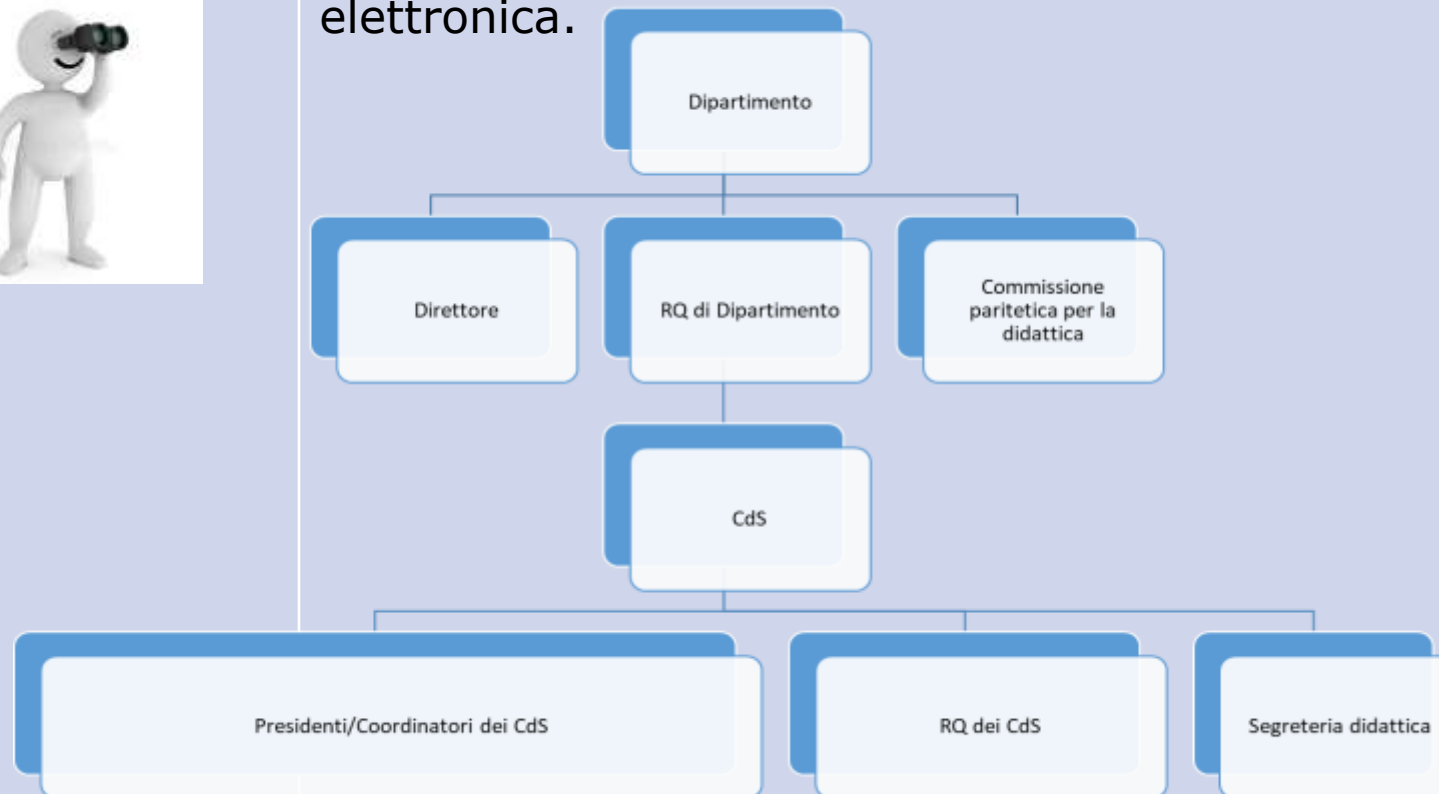 elettronica.
Dipartimento
Direttore
RQ di Dipartimento
Commissione
paritetica per la
didattica
CdS
Presidenti/Coordinatori dei CdS
RQ dei CdS
Segreteria didattica